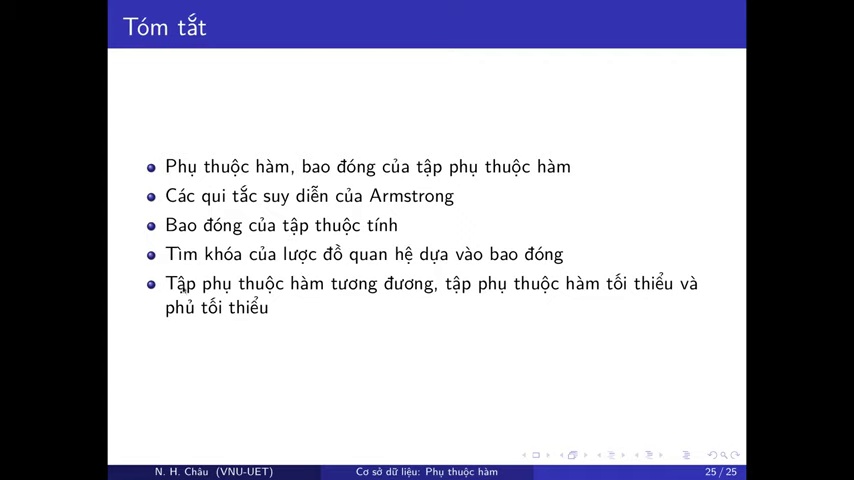 Tóm tắt
Phụ thuộc hàm, bao đóng của tập phụ thuộc hàm
Các qui tắc suy diễn của Armstrong
Bao đóng của tập thuộc tính
Tìm khóa của lược đồ quan hệ dựa vào bao đóng
Tập phụ thuộc hàm tương đương, tập phụ thuộc hàm tối thiểu và
phủ tối thiểu
N. H. Châu (VNU-UET)
Cơ sở dữ liệu: Phụ thuộc hàm
25 / 25